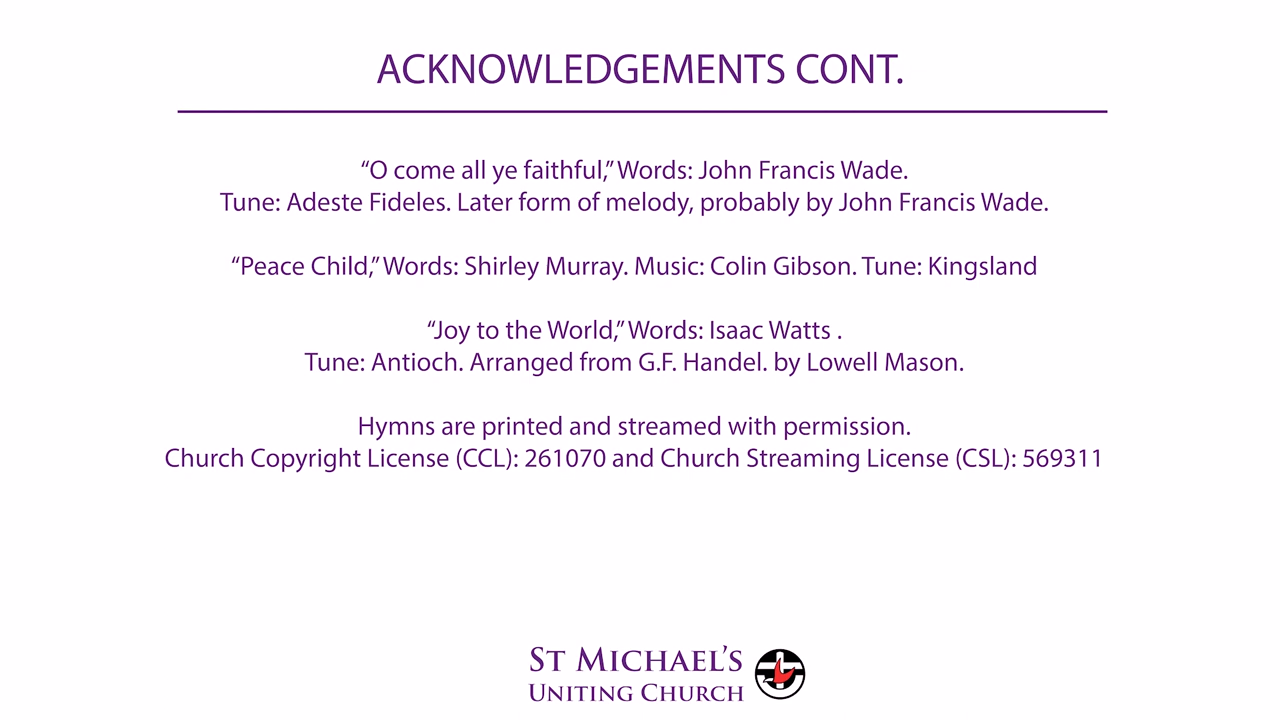 ACKNOWLEDGEMENTS CONT.
“O come all ye faithful,” Words: John Francis Wade.
Tune: Adeste Fideles. Later form of melody, probably by John Francis Wade.
“Peace Child,” Words: Shirley Murray. Music: Colin Gibson. Tune: Kingsland
“Joy to the World,” Words: Isaac Watts .
Tune: Antioch. Arranged from G.F. Handel. by Lowell Mason.
Hymns are printed and streamed with permission.
Church Copyright License (CCL): 261070 and Church Streaming License (CSL): 569311
St Michael’s
Uniting Church